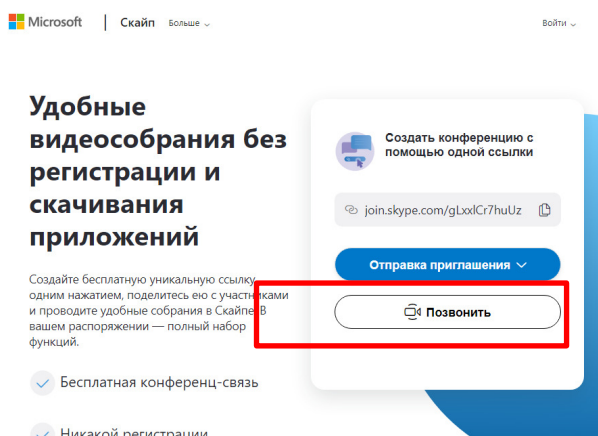 Microsoft
Скайп
Больше
Войти
Удобные
видеособрания без
регистрации и
скачивания
приложений
Создайте бесплатную уникальную ссылку
одним нажатием, поделитесь ею с участниками
и проводите удобные собрания в Скайпе. В
вашем распоряжении — полный набор
функций.
Бесплатная конференц-связь
Никакой регистрации
Создать конференцию с
помощью одной ссылки
join.skype.com/gLxxlCr7huUz
Отправка приглашения
Позвонить